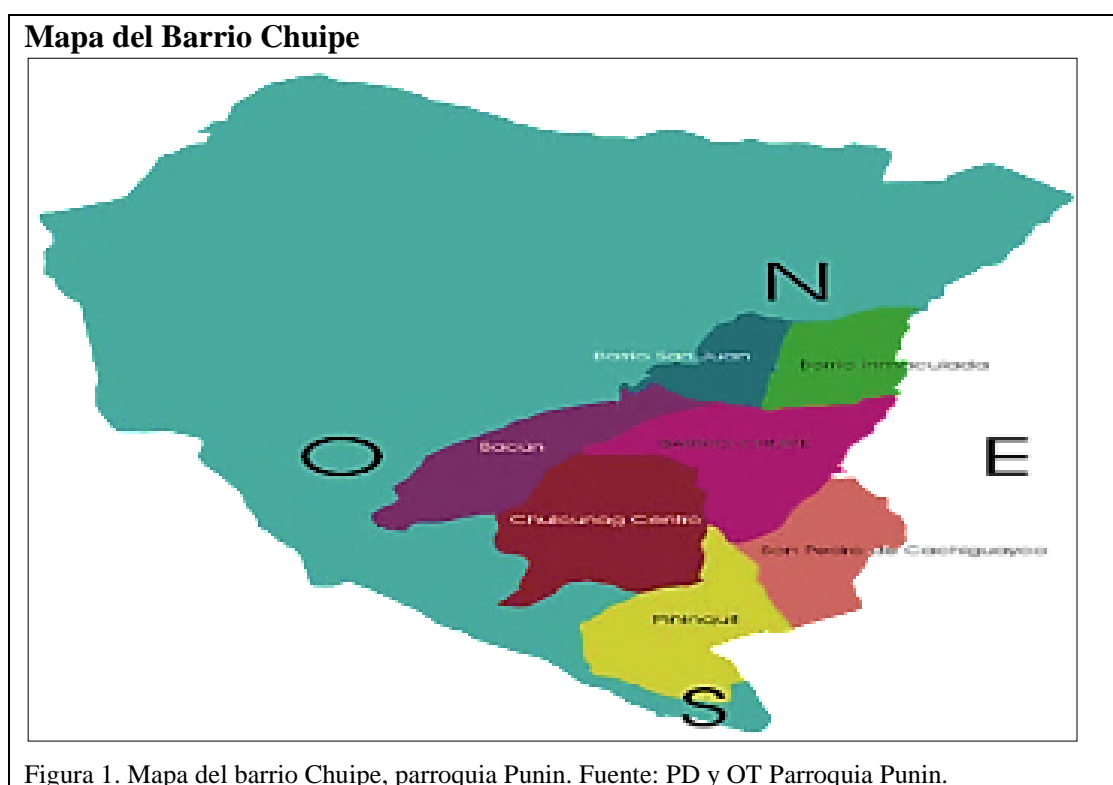 Mapa del Barrio Chuipe
N
Barrio San Juan
Barrio Inmaculada
O
Bacun
E
Chulcunag Centro
San Pedro de Cachiguayco
S
Figura 1. Mapa del barrio Chuipe, parroquia Punin. Fuente: PD y OT Parroquia Punin.